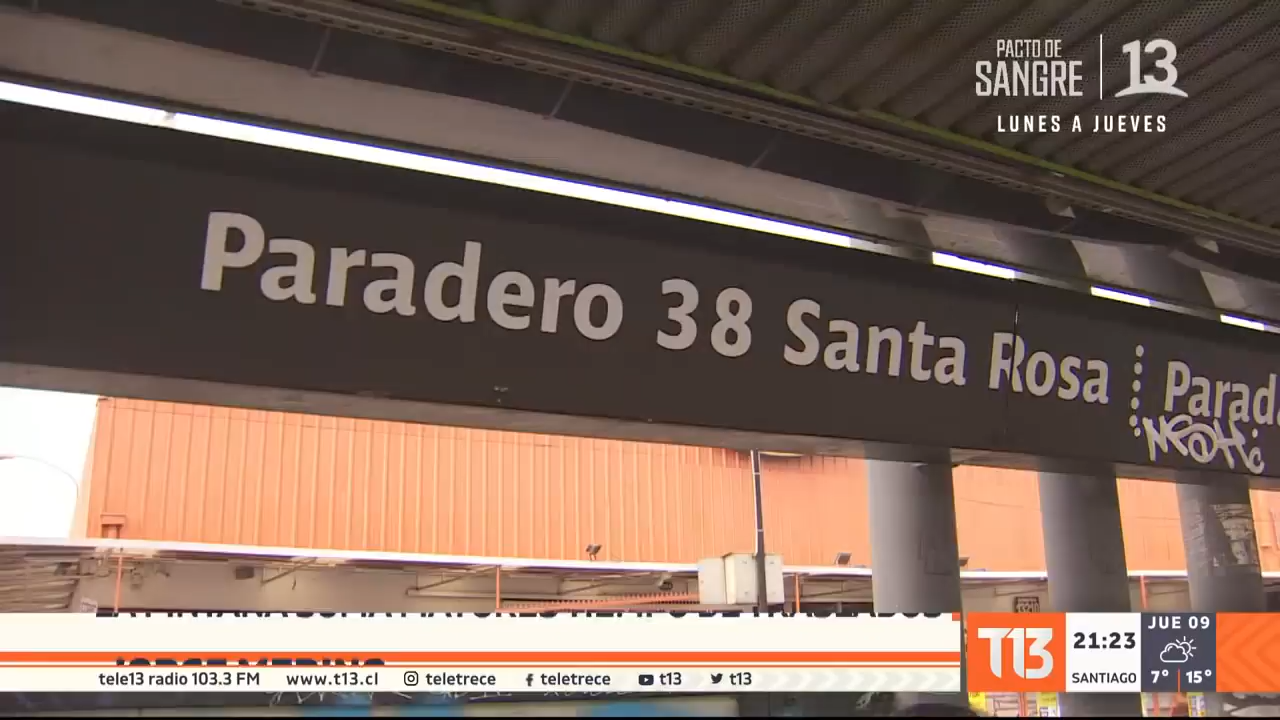 PACTO DE
SANGRE
13
LUNES A JUEVES
Paradero 38 Santa Rosa
Parad
T13
21:23
SANTIAGO
JUE 09
7° 15°
tele13 radio 103.3 FM www.t13.cl teletrece teletrece t13 t13